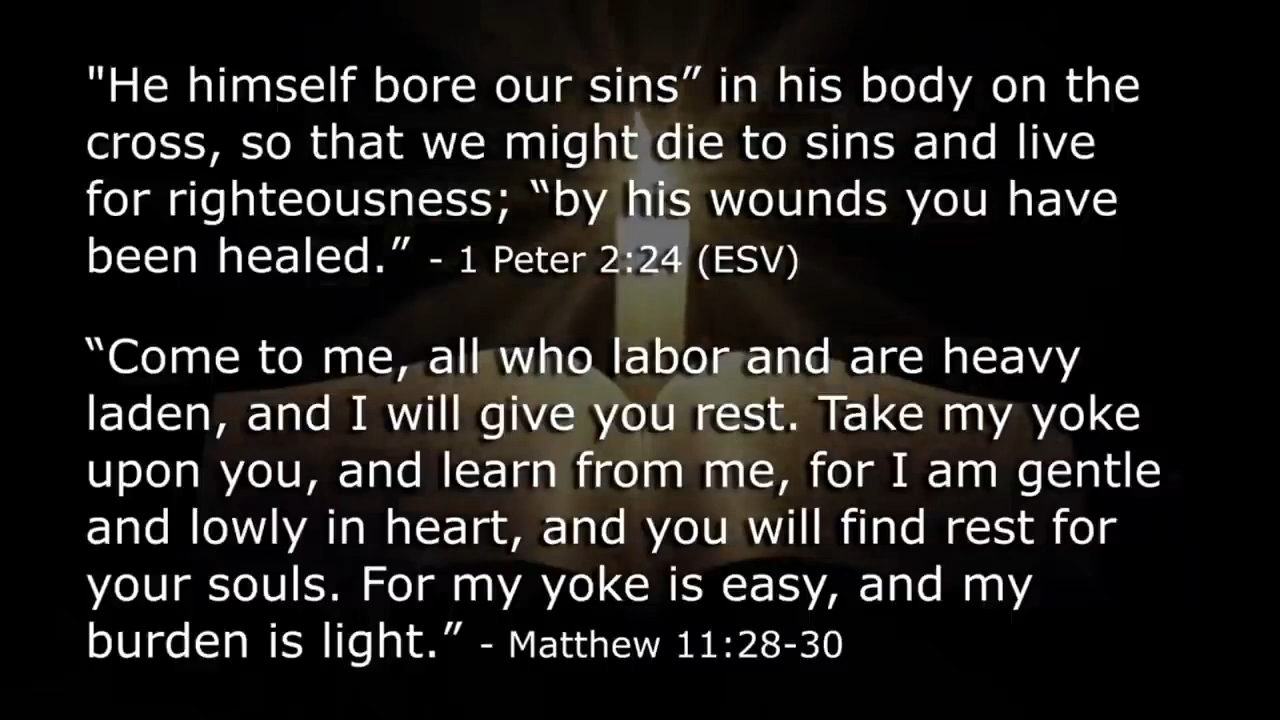 "He himself bore our sins” in his body on the
cross, so that we might die to sins and live
for righteousness; “by his wounds you have
been healed.” - 1 Peter 2:24 (ESV)
“Come to me, all who labor and are heavy
laden, and I will give you rest. Take my yoke
upon you, and learn from me, for I am gentle
and lowly in heart, and you will find rest for
your souls. For my yoke is easy, and my
burden is light.” - Matthew 11:28-30